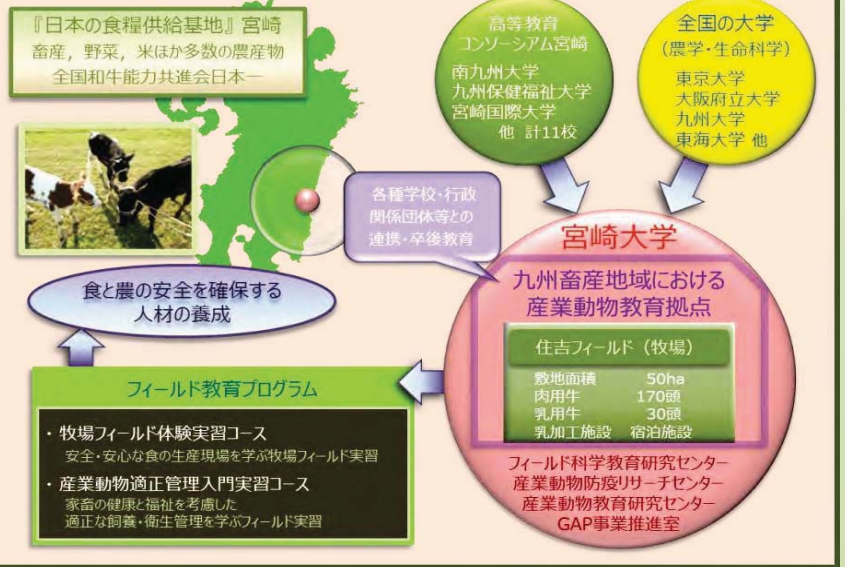 『日本の食糧供給基地』宮崎
畜産，野菜，米ほか多数の農産物
全国和牛能力共進会日本一
高等教育
コンソーシアム宮崎
南九州大学
九州保健福祉大学
宮崎国際大学
他 計11校
全国の大学
（農学・生命科学）
東京大学
大阪府立大学
九州大学
東海大学 他
各種学校・行政
関係団体等との
連携・卒後教育
宮崎大学
九州畜産地域における
産業動物教育拠点
住吉フィールド（牧場）
敷地面積 50ha
肉用牛 170頭
乳用牛 30頭
乳加工施設 宿泊施設
フィールド科学教育研究センター
産業動物防疫リサーチセンター
産業動物教育研究センター
GAP事業推進室
食と農の安全を確保する
人材の養成
フィールド教育プログラム
・牧場フィールド体験実習コース
安全・安心な食の生産現場を学ぶ牧場フィールド実習
・産業動物適正管理入門実習コース
家畜の健康と福祉を考慮した
適正な飼養・衛生管理を学ぶフィールド実習